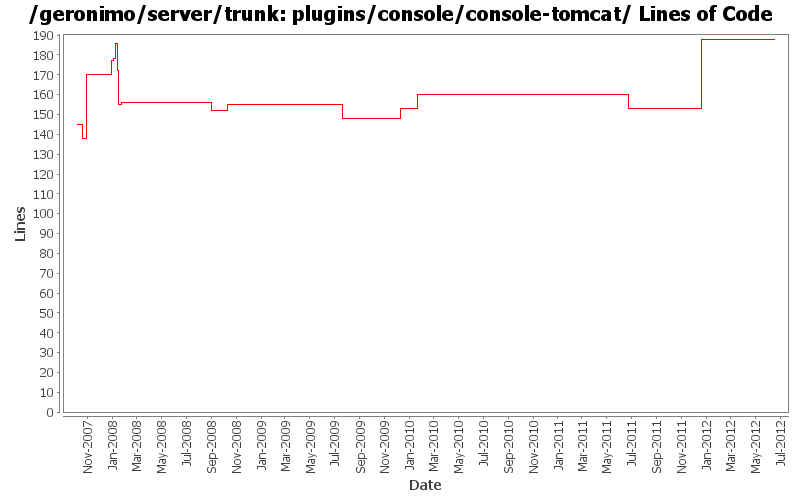 /geronimo/server/trunk: plugins/console/console-tomcat/ Lines of Code
190
180
170
160
150
140
130
120
110
100
90
80
70
60
50
40
30
20
10
0
Lines
Nov-2007
Jan-2008
Mar-2008
May-2008
Jul-2008
Sep-2008
Nov-2008
Jan-2009
Mar-2009
May-2009
Jul-2009
Sep-2009
Nov-2009
Jan-2010
Mar-2010
May-2010
Jul-2010
Sep-2010
Nov-2010
Jan-2011
Mar-2011
May-2011
Jul-2011
Sep-2011
Nov-2011
Jan-2012
Mar-2012
May-2012
Jul-2012
Date